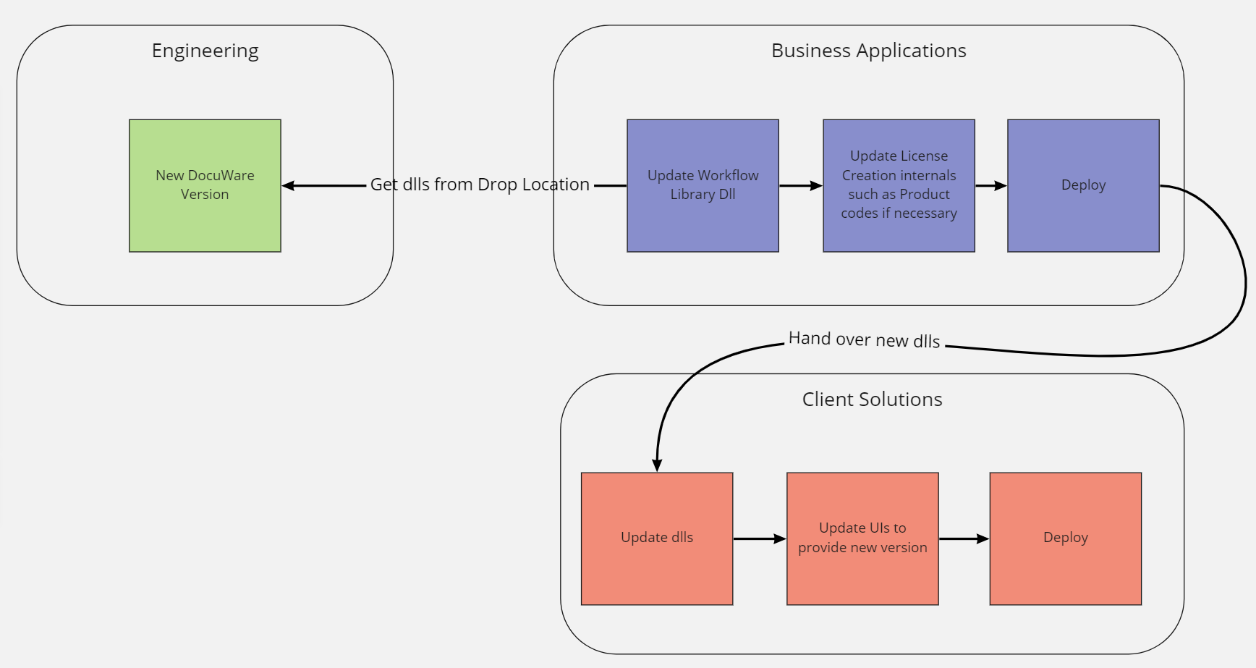 Engineering
Business Applications
New DocuWare
Version
Get dlls from Drop Location
Update Workflow
Library Dll
Update License
Creation internals
such as Product
codes if necessary
Deploy
Hand over new dlls
Client Solutions
Update dlls
Update UIs to
provide new version
Deploy